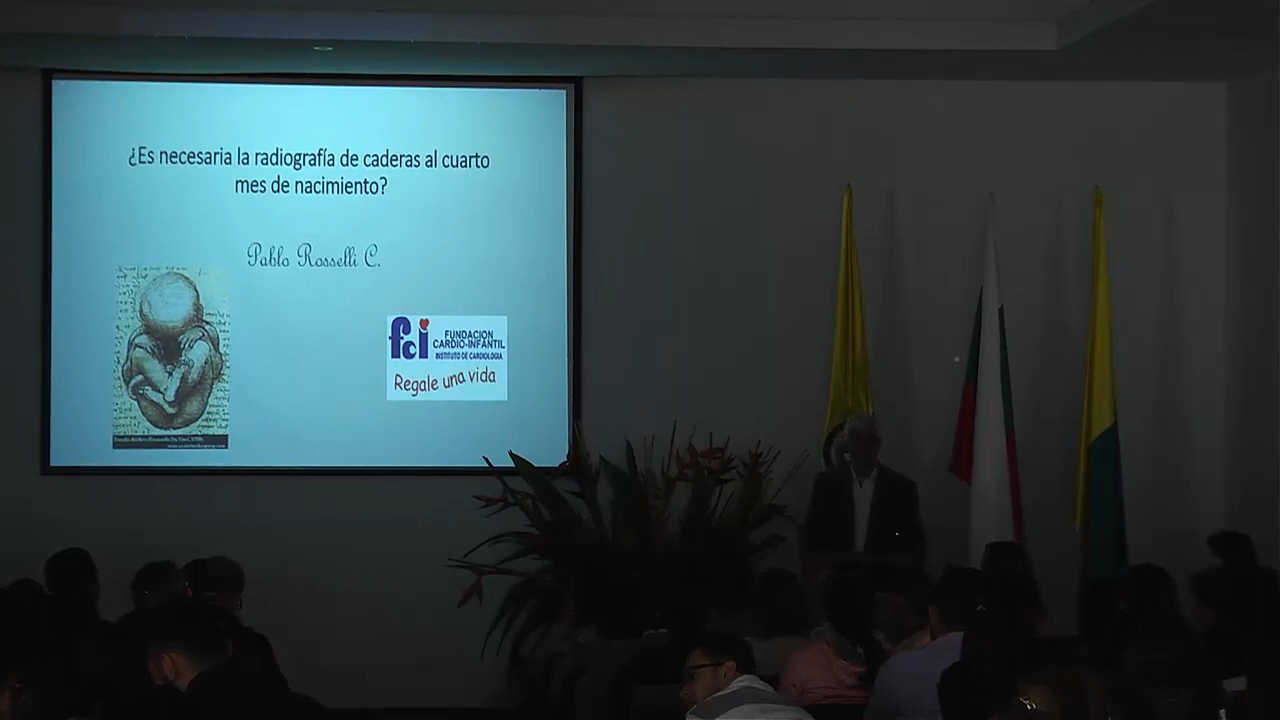 ¿Es necesaria la radiografía de caderas al cuarto
mes de nacimiento?
Pablo Rosselli C.
fci
FUNDACION
CARDIO-INFANTIL
INSTITUTO DE CARDIOLOGIA
Regale una vida